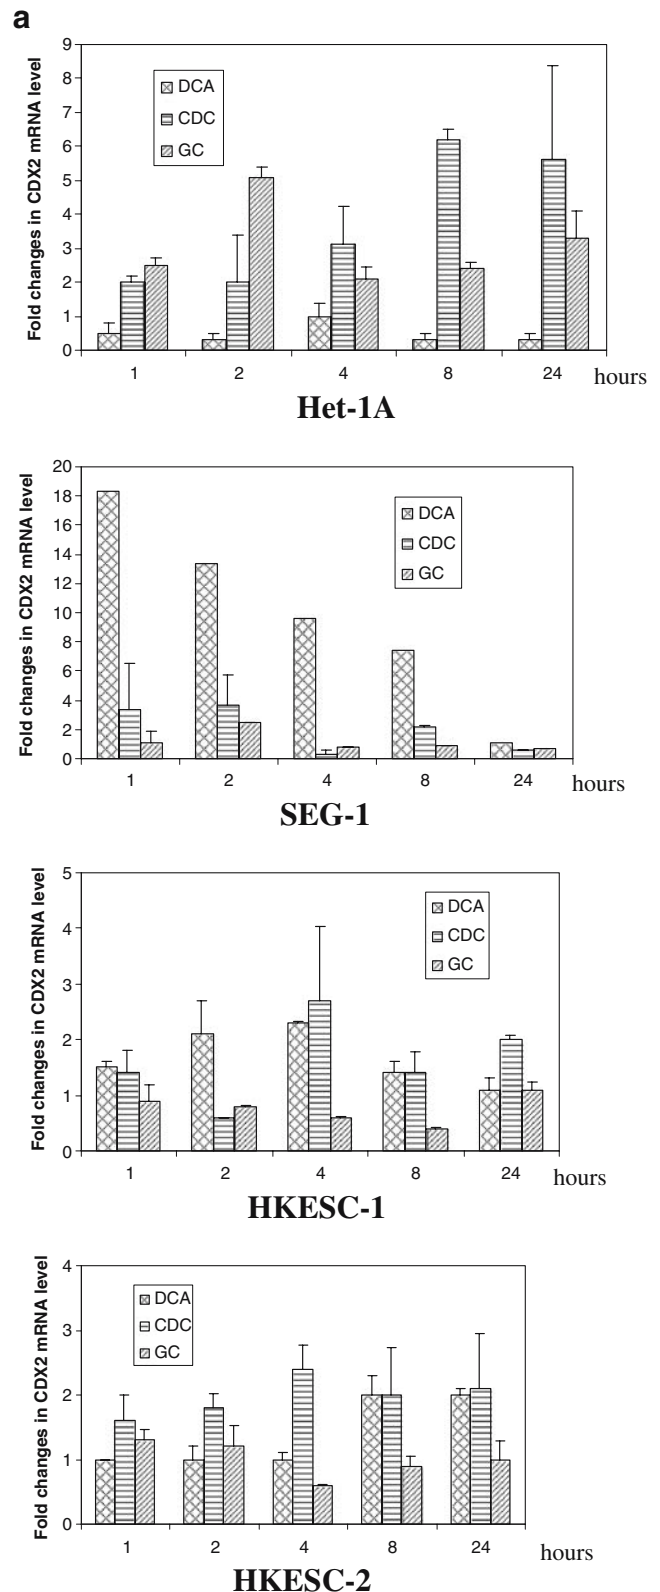 a
Fold changes in CDX2 mRNA level
9
8
7
6
5
4
3
2
1
0
DCA
CDC
GC
1 2 4 8 24 hours
Het-1A
Fold changes in CDX2 mRNA level
20
18
16
14
12
10
8
6
4
2
0
DCA
CDC
GC
1 2 4 8 24 hours
SEG-1
Fold changes in CDX2 mRNA level
5
4
3
2
1
0
DCA
CDC
GC
1 2 4 8 24 hours
HKESC-1
Fold changes in CDX2 mRNA level
4
3
2
1
0
DCA
CDC
GC
1 2 4 8 24 hours
HKESC-2